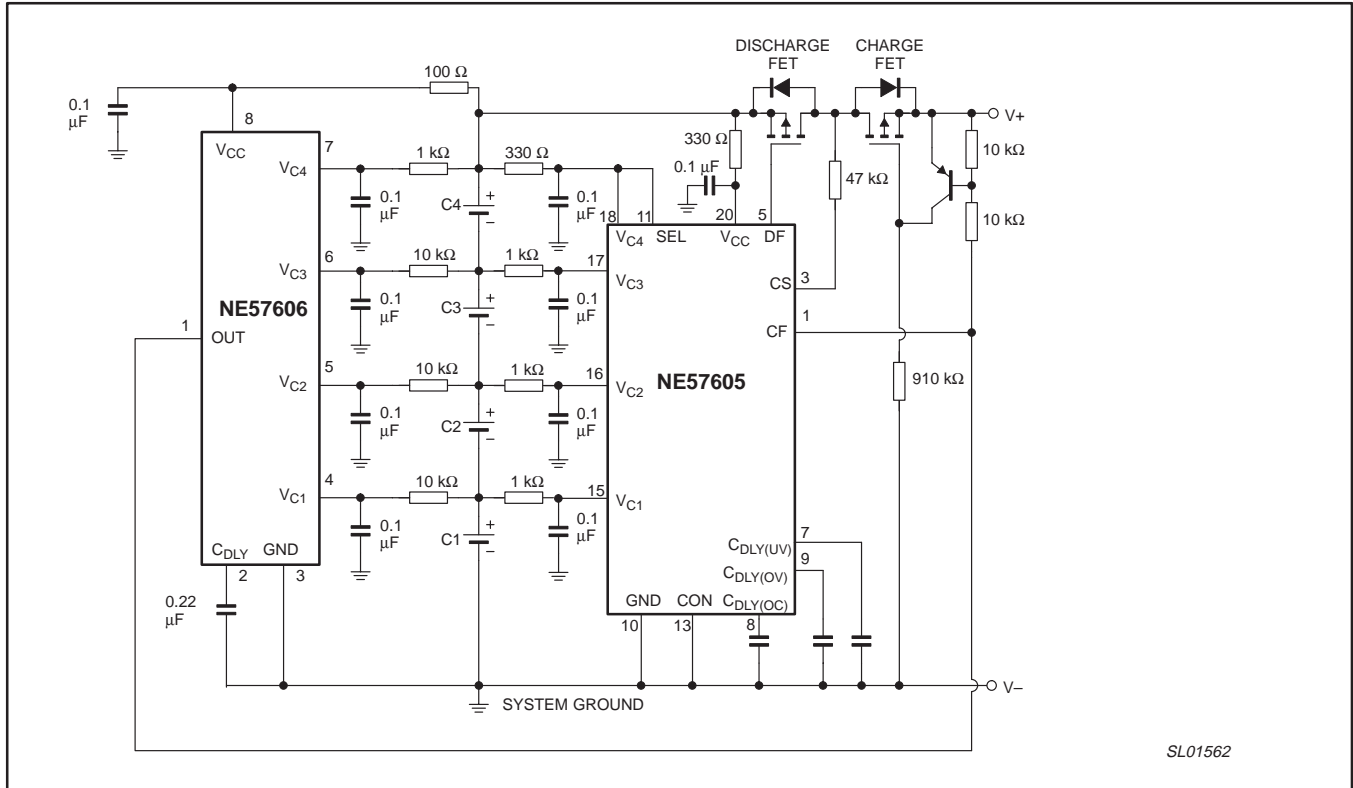 DISCHARGE
FET
CHARGE
FET
100 Ω
0.1
μF
8
VCC
7
VC4
1 kΩ
330 Ω
0.1
μF
C4
+
–
0.1
μF
330 Ω
0.1 μF
47 kΩ
V+
10 kΩ
10 kΩ
18
11
20
5
VC4
SEL
VCC
DF
6
VC3
10 kΩ
1 kΩ
17
VC3
CS
3
NE57606
0.1
μF
C3
+
–
0.1
μF
1
OUT
1
CF
5
VC2
10 kΩ
1 kΩ
16
VC2
NE57605
910 kΩ
0.1
μF
C2
+
–
0.1
μF
4
VC1
10 kΩ
1 kΩ
15
VC1
0.1
μF
C1
+
–
0.1
μF
CDLY
GND
2
3
0.22
μF
7
CDLY(UV)
9
CDLY(OV)
GND
CON
CDLY(OC)
10
13
8
SYSTEM GROUND
V–
SL01562